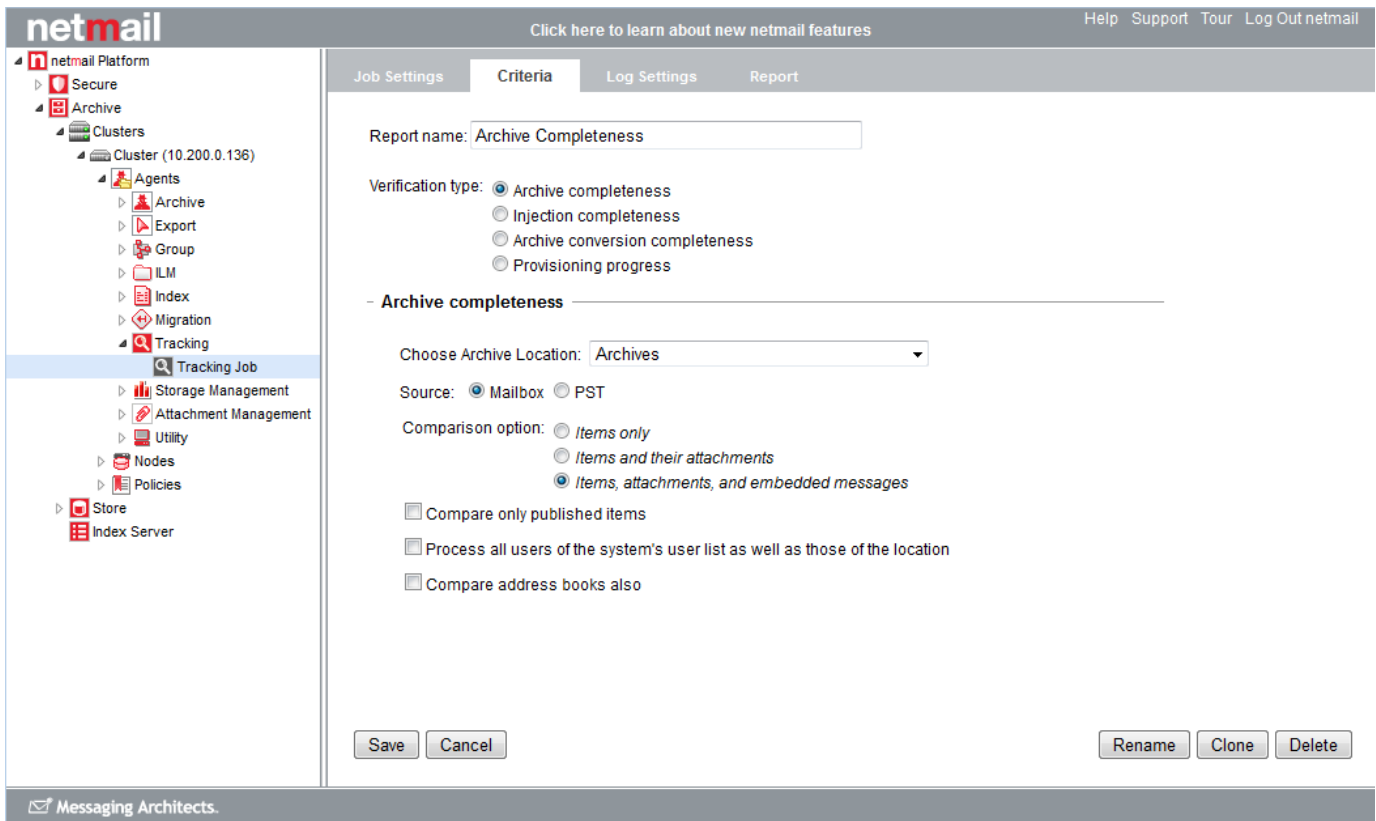 netmail
Click here to learn about new netmail features
Help Support Tour Log Out netmail
netmail Platform
Secure
Archive
Clusters
Cluster (10.200.0.136)
Agents
Archive
Export
Group
ILM
Index
Migration
Tracking
Tracking Job
Storage Management
Attachment Management
Utility
Nodes
Policies
Store
Index Server
Job Settings Criteria Log Settings Report
Report name: Archive Completeness
Verification type: Archive completeness
Injection completeness
Archive conversion completeness
Provisioning progress
Archive completeness
Choose Archive Location: Archives
Source: Mailbox PST
Comparison option: Items only
Items and their attachments
Items, attachments, and embedded messages
Compare only published items
Process all users of the system's user list as well as those of the location
Compare address books also
Save Cancel Rename Clone Delete
Messaging Architects.